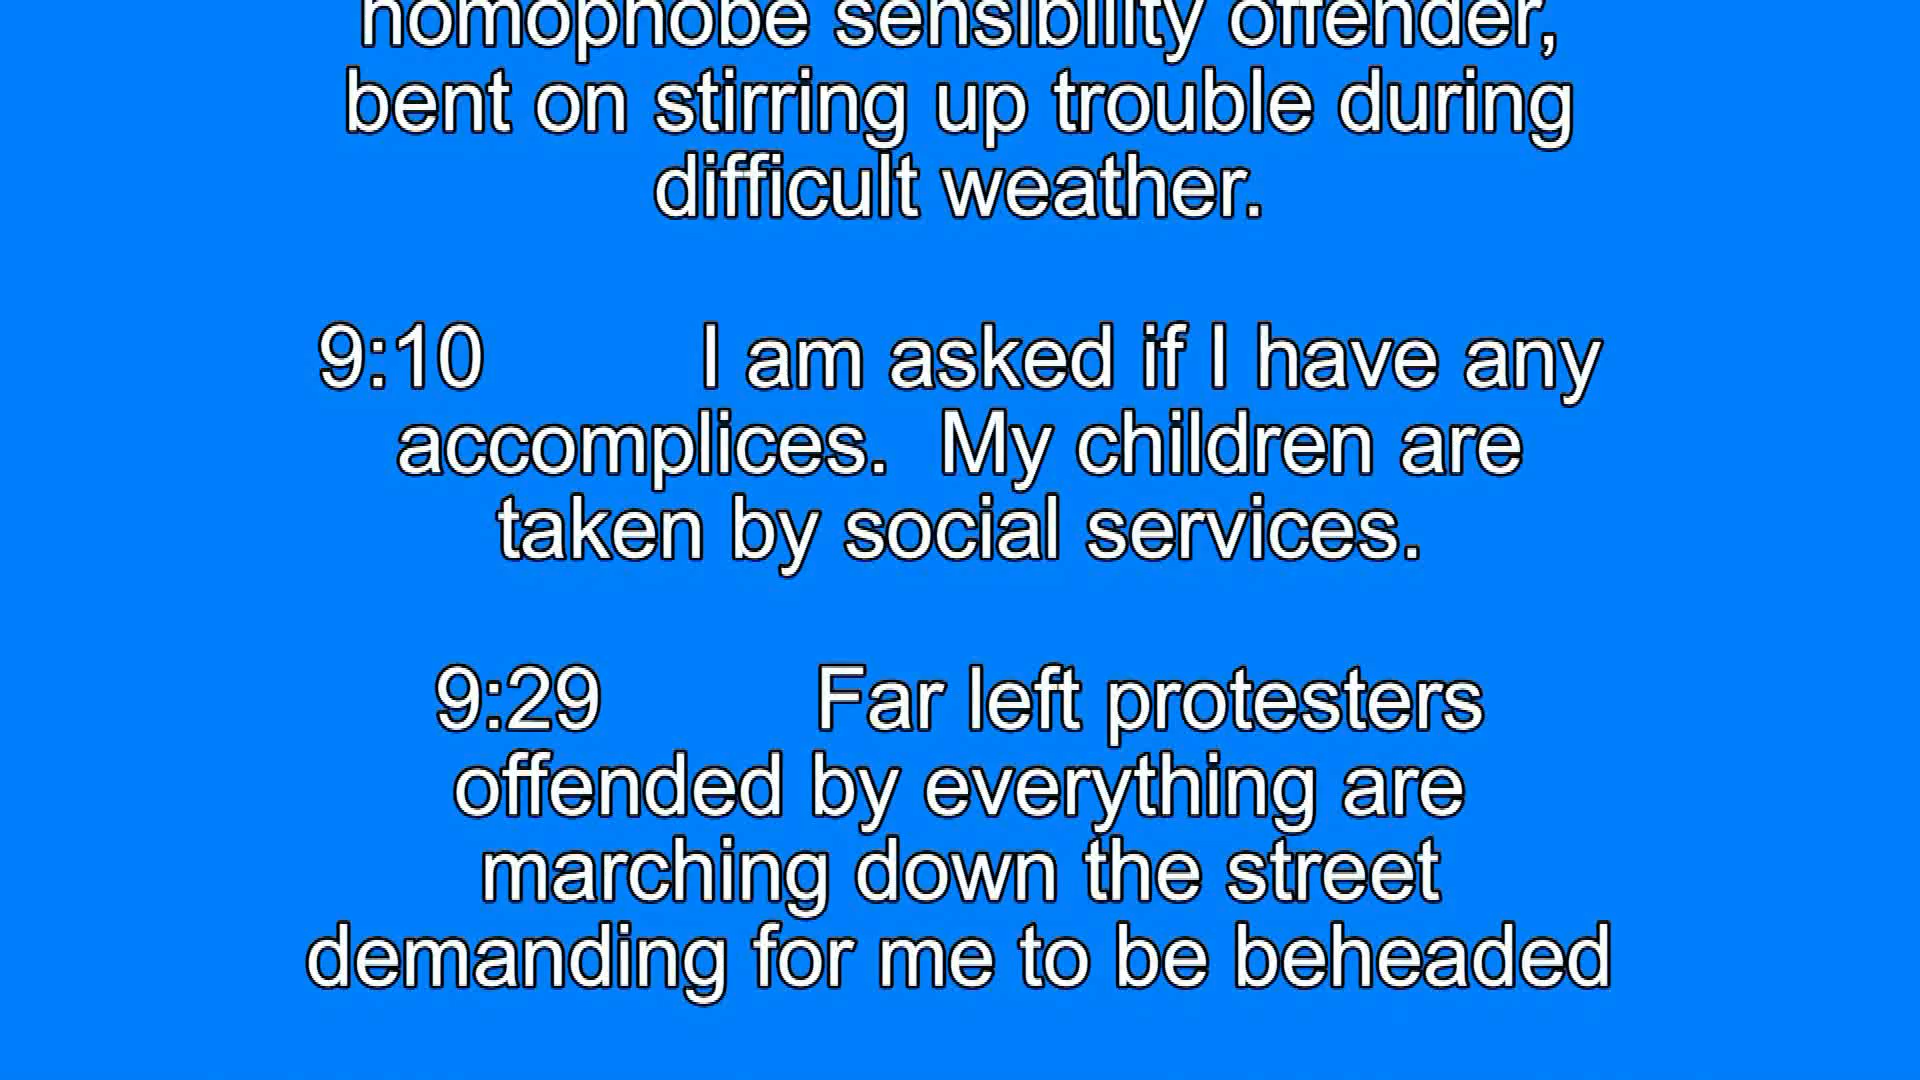 homophobe sensibility offender,
bent on stirring up trouble during
difficult weather.
9:10 I am asked if I have any
accomplices. My children are
taken by social services.
9:29 Far left protesters
offended by everything are
marching down the street
demanding for me to be beheaded